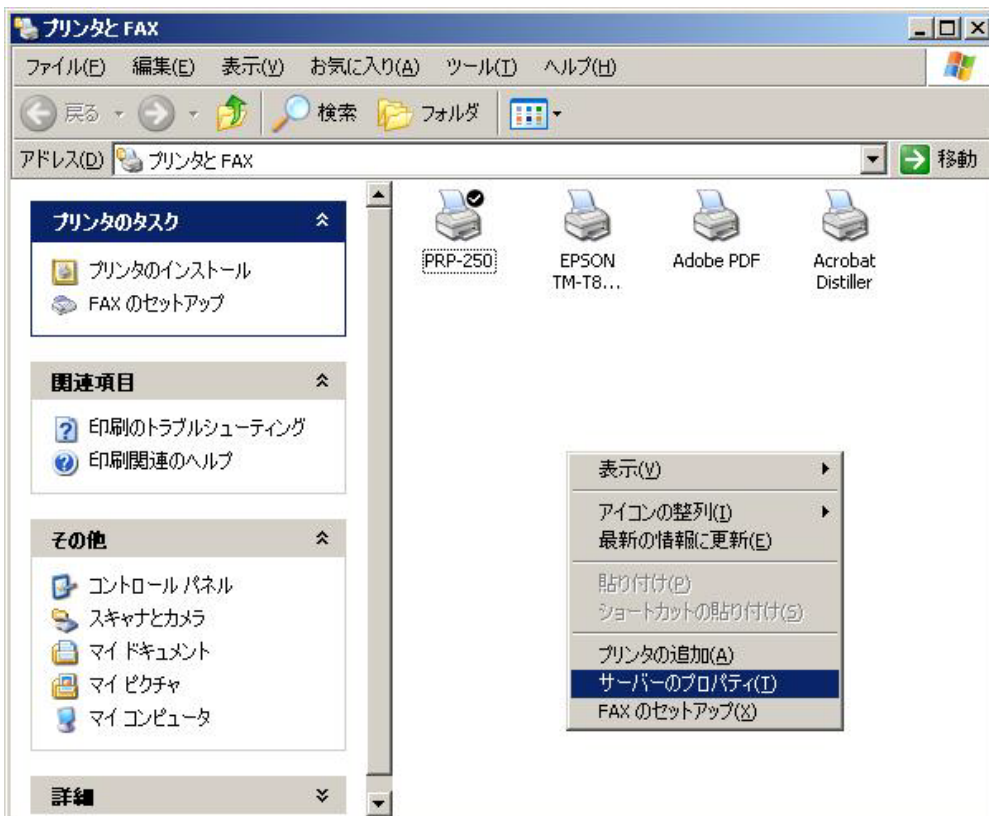 プリンタと FAX
ファイル(F) 編集(E) 表示(V) お気に入り(A) ツール(T) ヘルプ(H)
戻る 検索 フォルダ
アドレス(D) プリンタと FAX 移動
プリンタのタスク
プリンタのインストール
FAX のセットアップ
関連項目
印刷のトラブルシューティング
印刷関連のヘルプ
その他
コントロール パネル
スキャナとカメラ
マイ ドキュメント
マイ ピクチャ
マイ コンピュータ
詳細
PRP-250
EPSON
TM-T8...
Adobe PDF
Acrobat
Distiller
表示(V)
アイコンの整列(I)
最新の情報に更新(E)
貼り付け(P)
ショートカットの貼り付け(S)
プリンタの追加(A)
サーバーのプロパティ(T)
FAX のセットアップ(X)